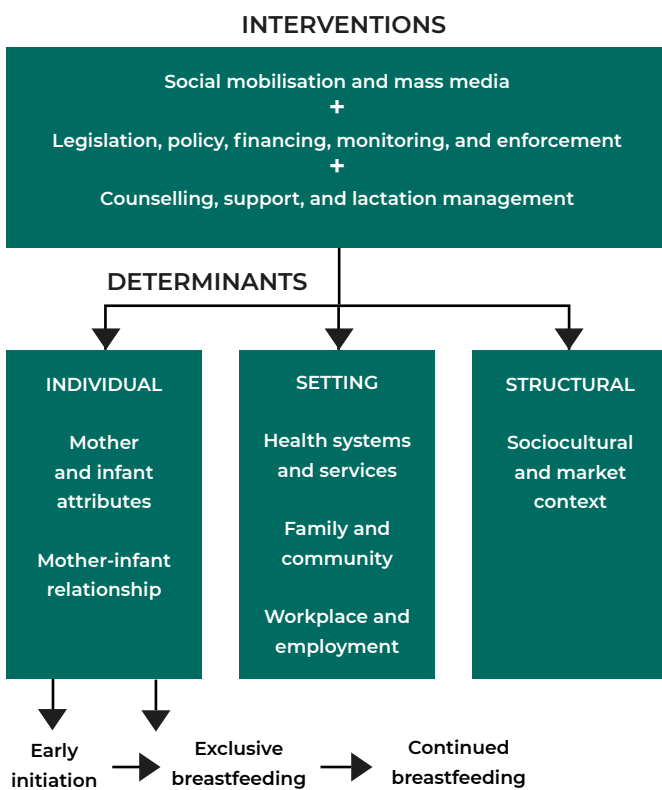 INTERVENTIONS
Social mobilisation and mass media
+
Legislation, policy, financing, monitoring, and enforcement
+
Counselling, support, and lactation management
DETERMINANTS
INDIVIDUAL
Mother
and infant
attributes
Mother-infant
relationship
SETTING
Health systems
and services
Family and
community
Workplace and
employment
STRUCTURAL
Sociocultural
and market
context
Early
initiation
Exclusive
breastfeeding
Continued
breastfeeding